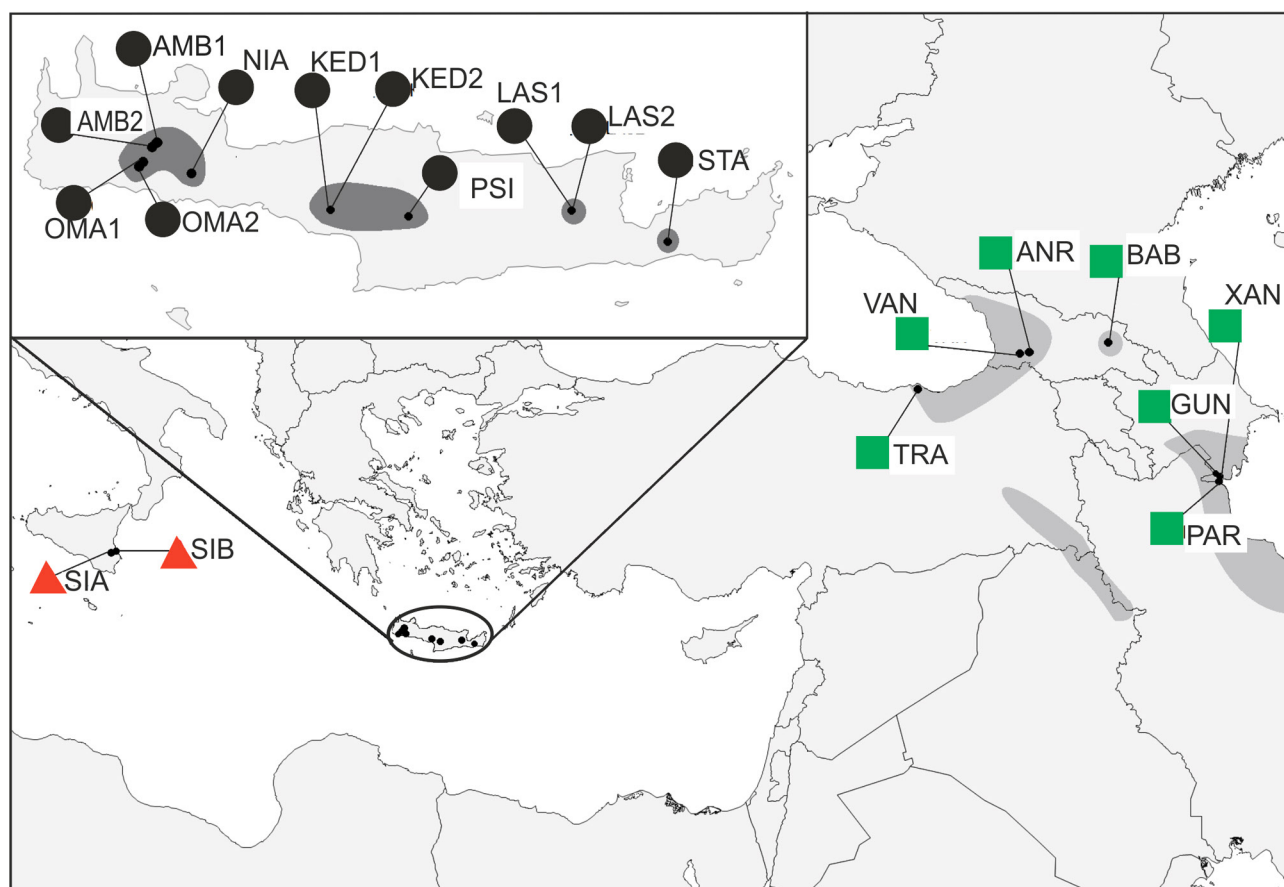 AMB1
NIA
KED1
KED2
LAS1
LAS2
AMB2
STA
PSI
OMA1
OMA2
ANR
BAB
XAN
VAN
GUN
TRA
PAR
SIB
SIA